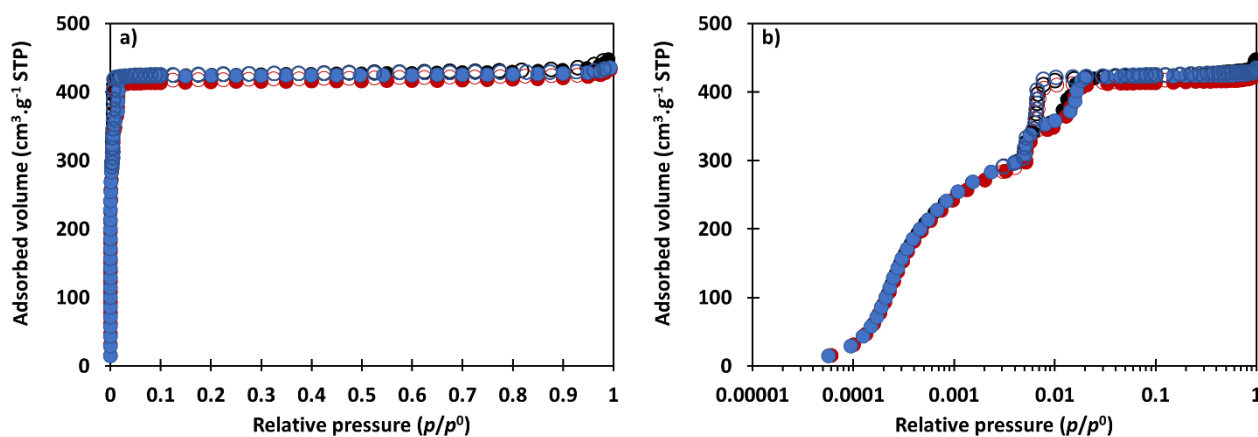 a)
500
400
300
200
100
0
Adsorbed volume (cm³.g⁻¹ STP)
0 0.1 0.2 0.3 0.4 0.5 0.6 0.7 0.8 0.9 1
Relative pressure (p/p⁰)
b)
500
400
300
200
100
0
Adsorbed volume (cm³.g⁻¹ STP)
0.00001 0.0001 0.001 0.01 0.1 1
Relative pressure (p/p⁰)